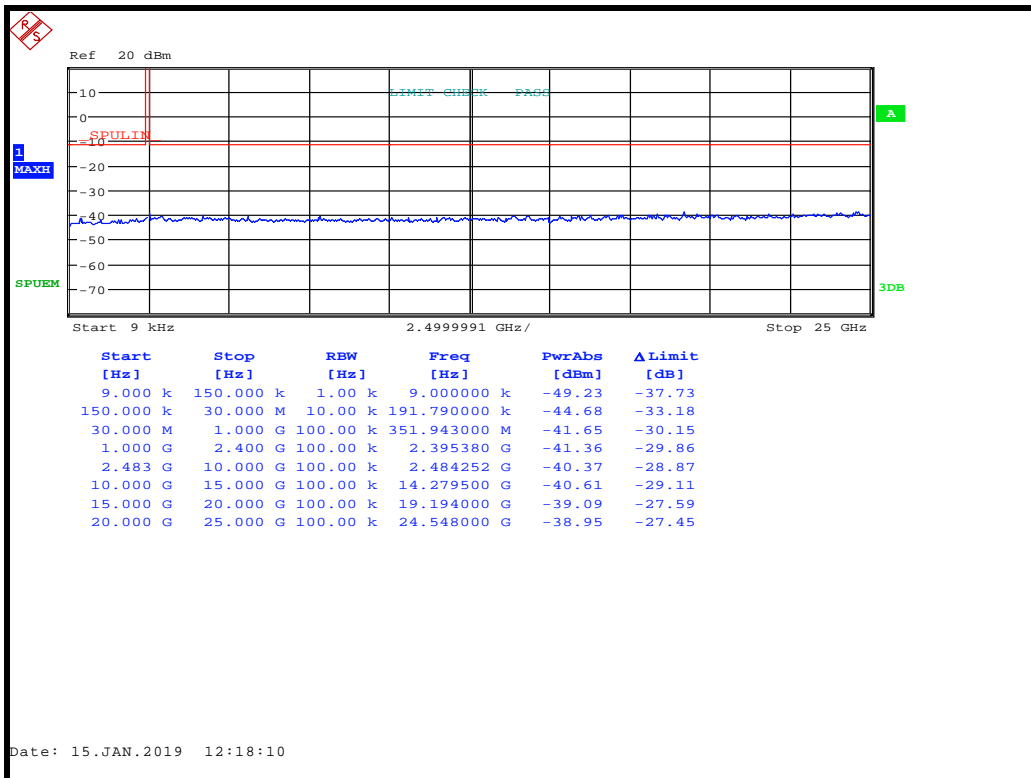 R S
Ref 20 dBm
10
LIMIT CHECK PASS
A
0
SPULIN
-10
1
MAXH
-20
-30
-40
-50
-60
SPUEM
-70
3DB
Start 9 kHz 2.4999991 GHz/ Stop 25 GHz
Start Stop RBW Freq PwrAbs Δ Limit
[Hz] [Hz] [Hz] [Hz] [dBm] [dB]
9.000 k 150.000 k 1.00 k 9.000000 k -49.23 -37.73
150.000 k 30.000 M 10.00 k 191.790000 k -44.68 -33.18
30.000 M 1.000 G 100.00 k 351.943000 M -41.65 -30.15
1.000 G 2.400 G 100.00 k 2.395380 G -41.36 -29.86
2.483 G 10.000 G 100.00 k 2.484252 G -40.37 -28.87
10.000 G 15.000 G 100.00 k 14.279500 G -40.61 -29.11
15.000 G 20.000 G 100.00 k 19.194000 G -39.09 -27.59
20.000 G 25.000 G 100.00 k 24.548000 G -38.95 -27.45
Date: 15.JAN.2019 12:18:10